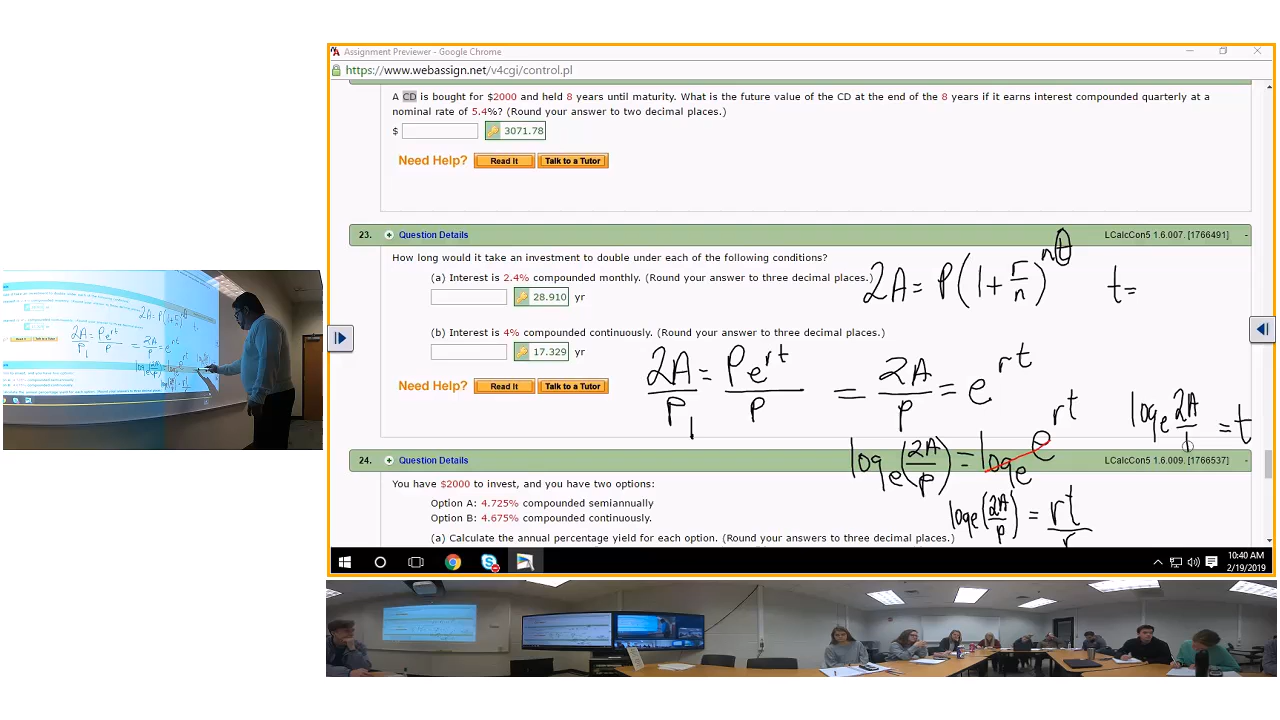 Assignment Previewer - Google Chrome
https://www.webassign.net/v4cgi/control.pl
A CD is bought for $2000 and held 8 years until maturity. What is the future value of the CD at the end of the 8 years if it earns interest compounded quarterly at a
nominal rate of 5.4%? (Round your answer to two decimal places.)
$ 3071.78
Need Help? Read It Talk to a Tutor
23. Question Details LCalcCon5 1.6.007. [1766491] -
How long would it take an investment to double under each of the following conditions?
(a) Interest is 2.4% compounded monthly. (Round your answer to three decimal places.)
28.910 yr
2A = P(1+r/n)^nt t=
(b) Interest is 4% compounded continuously. (Round your answer to three decimal places.)
17.329 yr
Need Help? Read It Talk to a Tutor
2A/P = Pe^rt/P = 2A/P = e^rt
log_e 2A/ = t
24. Question Details LCalcCon5 1.6.009. [1766537] -
log_e(2A/P) = log_e e^rt
You have $2000 to invest, and you have two options:
Option A: 4.725% compounded semiannually
Option B: 4.675% compounded continuously.
log_e(2A/P) = rt/r
(a) Calculate the annual percentage yield for each option. (Round your answers to three decimal places.)
10:40 AM
2/19/2019